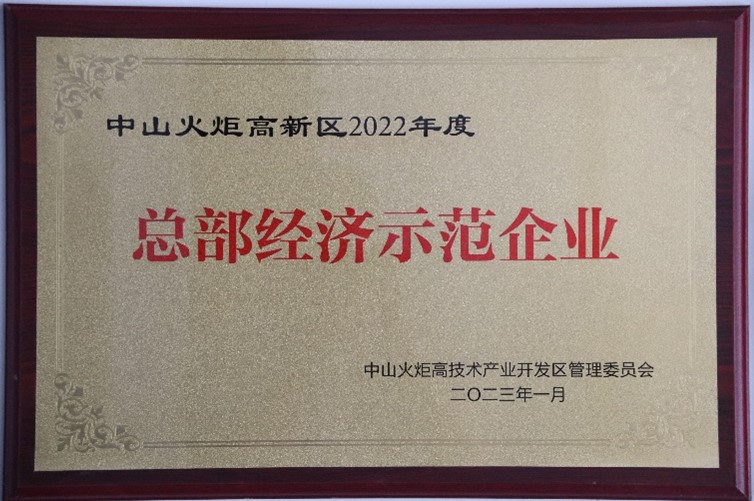 中山火炬高新区2022年度
总部经济示范企业
中山火炬高技术产业开发区管理委员会
二〇二三年一月